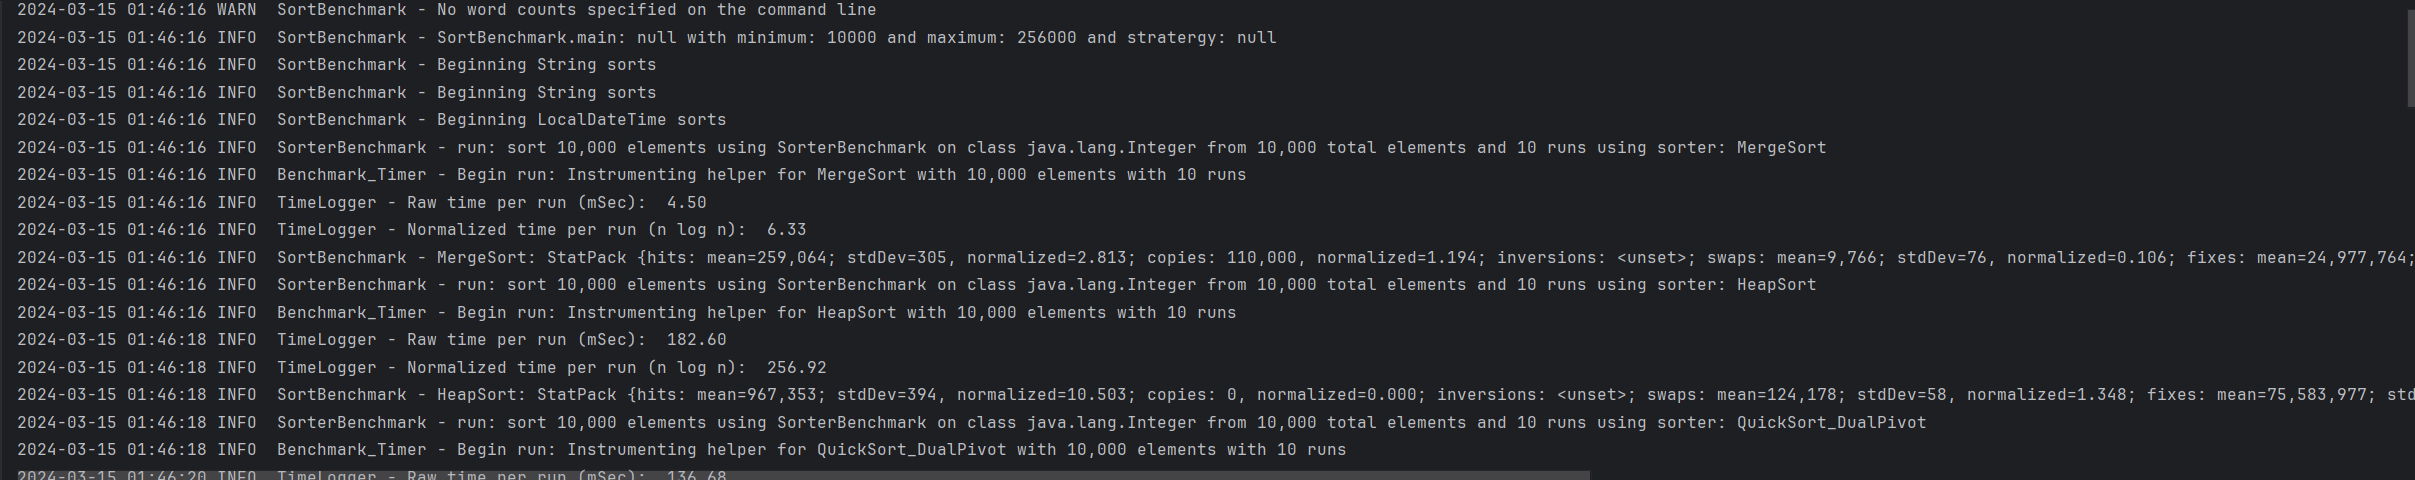 2024-03-15 01:46:16 WARN  SortBenchmark - No word counts specified on the command line
2024-03-15 01:46:16 INFO  SortBenchmark - SortBenchmark.main: null with minimum: 10000 and maximum: 256000 and stratergy: null
2024-03-15 01:46:16 INFO  SortBenchmark - Beginning String sorts
2024-03-15 01:46:16 INFO  SortBenchmark - Beginning String sorts
2024-03-15 01:46:16 INFO  SortBenchmark - Beginning LocalDateTime sorts
2024-03-15 01:46:16 INFO  SorterBenchmark - run: sort 10,000 elements using SorterBenchmark on class java.lang.Integer from 10,000 total elements and 10 runs using sorter: MergeSort
2024-03-15 01:46:16 INFO  Benchmark_Timer - Begin run: Instrumenting helper for MergeSort with 10,000 elements with 10 runs
2024-03-15 01:46:16 INFO  TimeLogger - Raw time per run (mSec):  4.50
2024-03-15 01:46:16 INFO  TimeLogger - Normalized time per run (n log n):  6.33
2024-03-15 01:46:16 INFO  SortBenchmark - MergeSort: StatPack {hits: mean=259,064; stdDev=305, normalized=2.813; copies: 110,000, normalized=1.194; inversions: <unset>; swaps: mean=9,766; stdDev=76, normalized=0.106; fixes: mean=24,977,764;
2024-03-15 01:46:16 INFO  SorterBenchmark - run: sort 10,000 elements using SorterBenchmark on class java.lang.Integer from 10,000 total elements and 10 runs using sorter: HeapSort
2024-03-15 01:46:16 INFO  Benchmark_Timer - Begin run: Instrumenting helper for HeapSort with 10,000 elements with 10 runs
2024-03-15 01:46:18 INFO  TimeLogger - Raw time per run (mSec):  182.60
2024-03-15 01:46:18 INFO  TimeLogger - Normalized time per run (n log n):  256.92
2024-03-15 01:46:18 INFO  SortBenchmark - HeapSort: StatPack {hits: mean=967,353; stdDev=394, normalized=10.503; copies: 0, normalized=0.000; inversions: <unset>; swaps: mean=124,178; stdDev=58, normalized=1.348; fixes: mean=75,583,977; std
2024-03-15 01:46:18 INFO  SorterBenchmark - run: sort 10,000 elements using SorterBenchmark on class java.lang.Integer from 10,000 total elements and 10 runs using sorter: QuickSort_DualPivot
2024-03-15 01:46:18 INFO  Benchmark_Timer - Begin run: Instrumenting helper for QuickSort_DualPivot with 10,000 elements with 10 runs
2024-03-15 01:46:20 INFO  TimeLogger - Raw time per run (mSec):  136.68